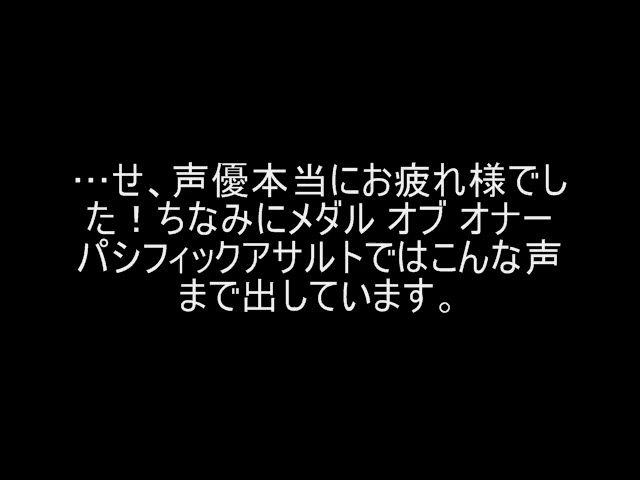 …せ、声優本当にお疲れ様でし
た！ちなみにメダル オブ オナー
パシフィックアサルトではこんな声
まで出しています。